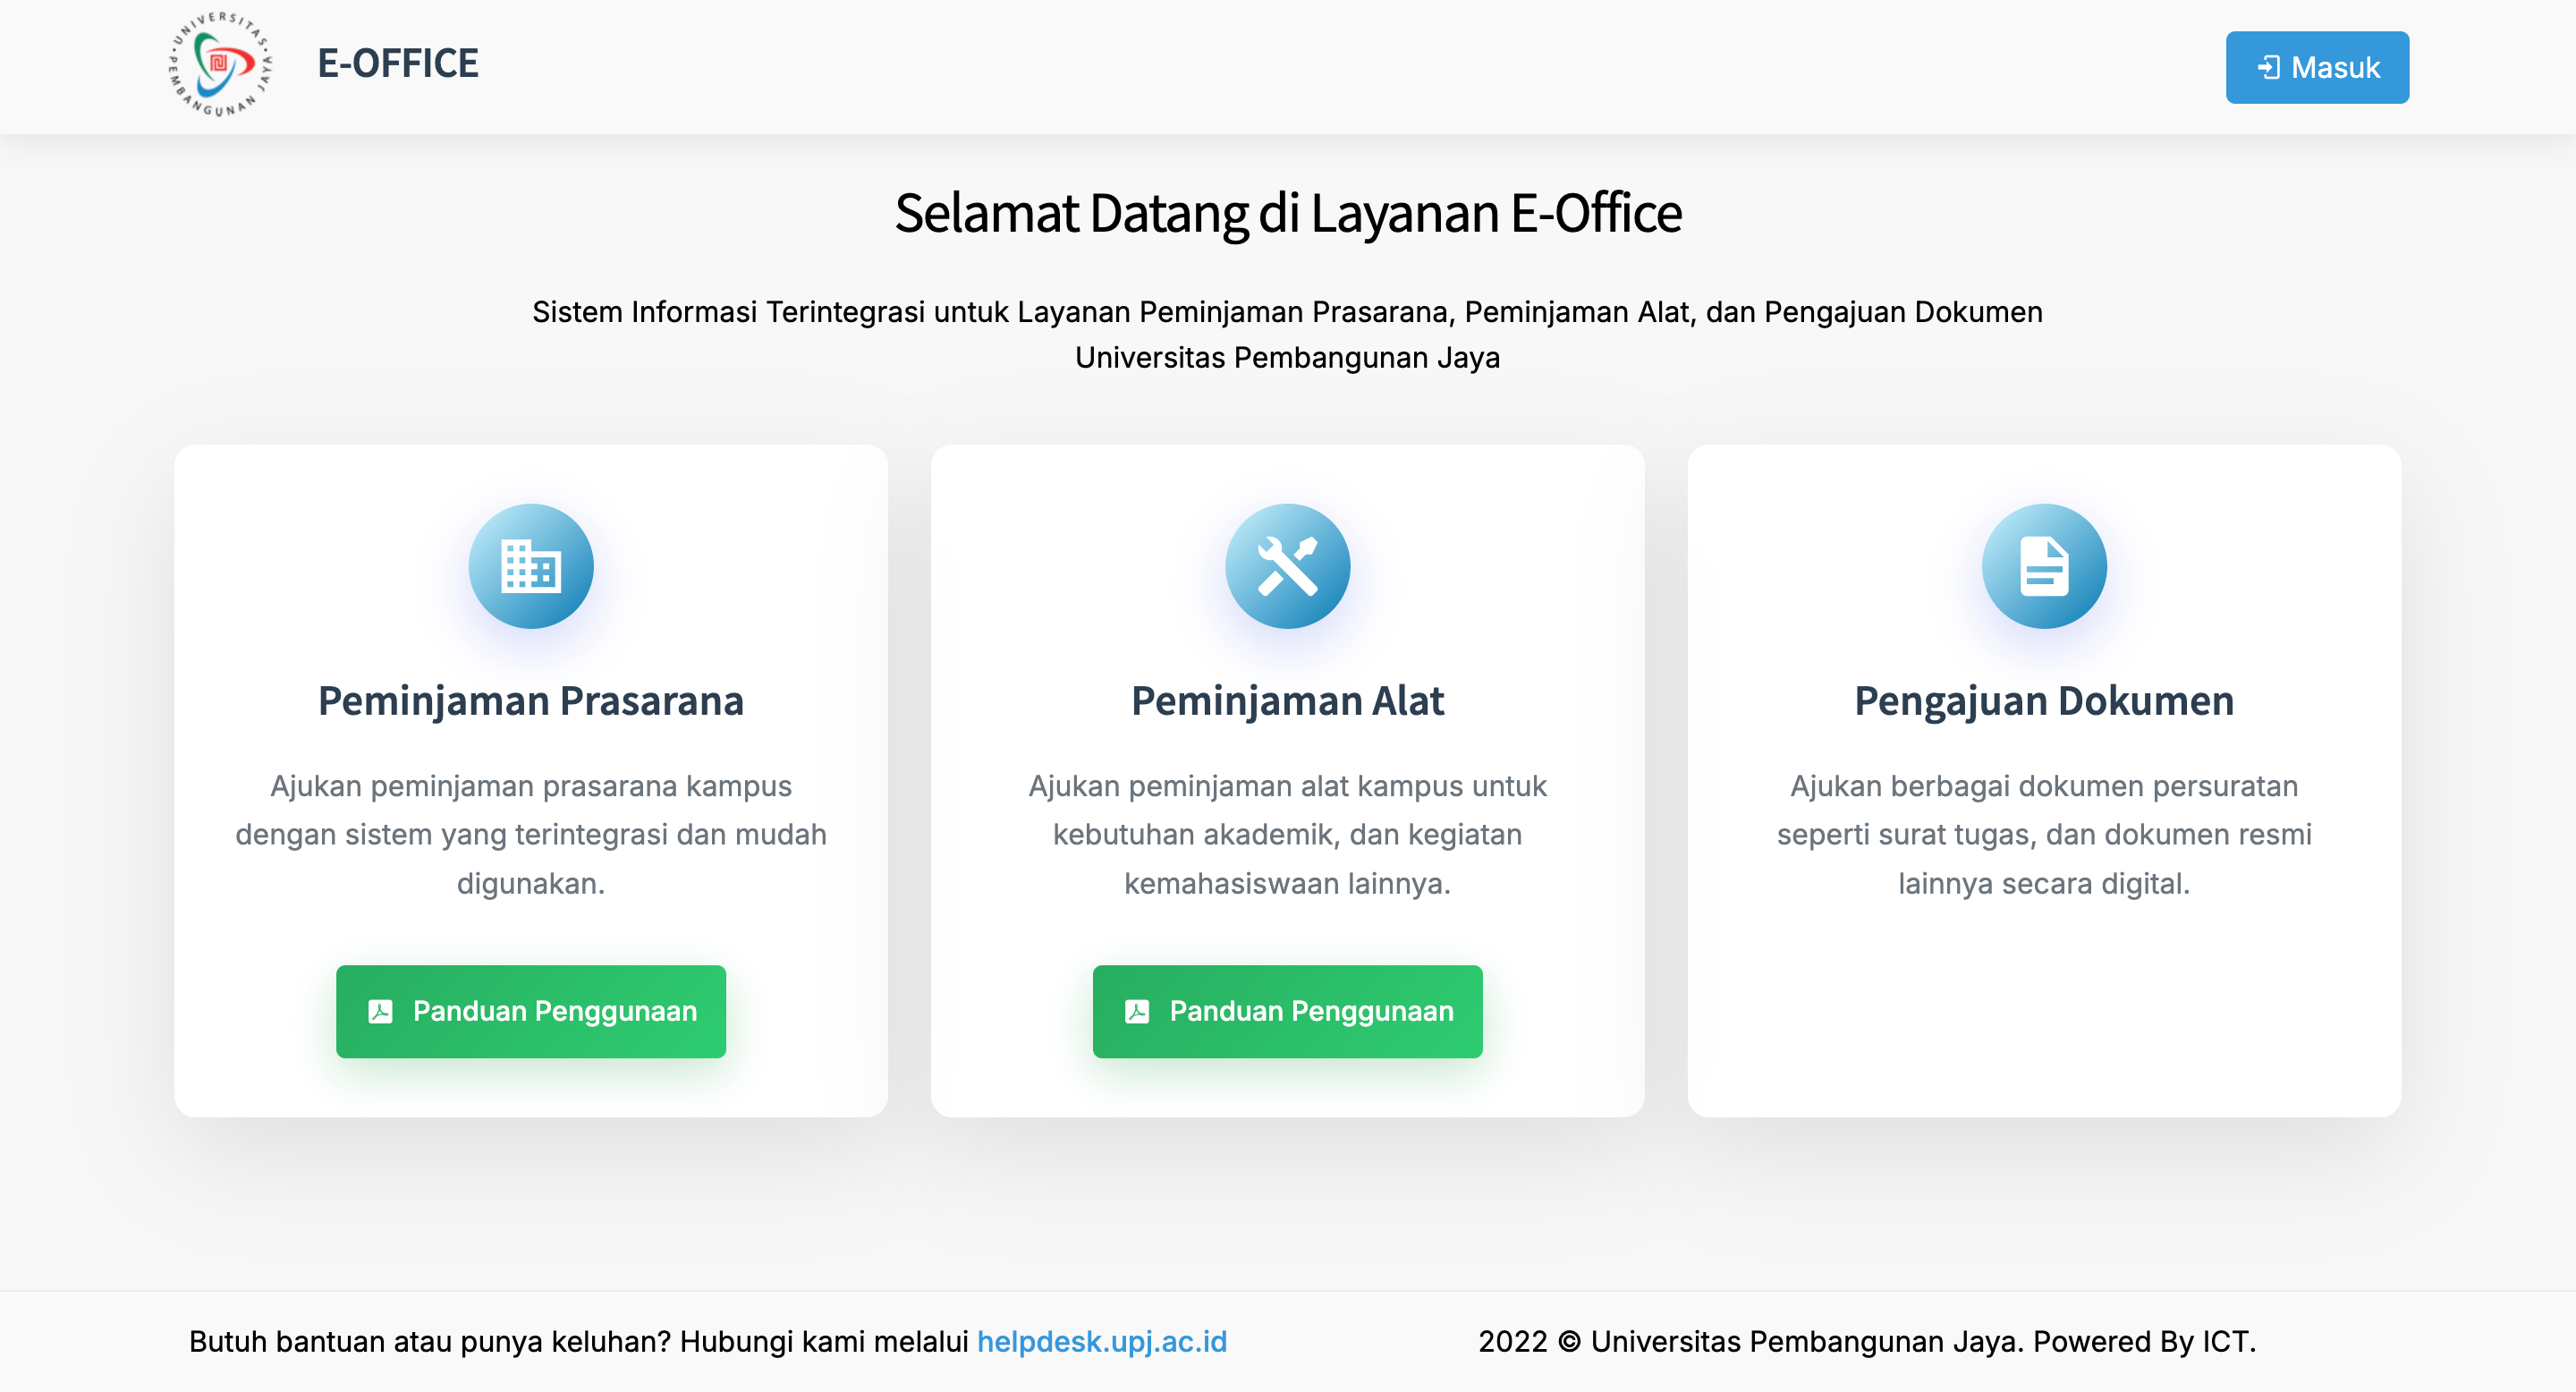 UNIVERSITAS PEMBANGUNAN JAYA
E-OFFICE
Masuk
Selamat Datang di Layanan E-Office
Sistem Informasi Terintegrasi untuk Layanan Peminjaman Prasarana, Peminjaman Alat, dan Pengajuan Dokumen
Universitas Pembangunan Jaya
Peminjaman Prasarana
Ajukan peminjaman prasarana kampus
dengan sistem yang terintegrasi dan mudah
digunakan.
Panduan Penggunaan
Peminjaman Alat
Ajukan peminjaman alat kampus untuk
kebutuhan akademik, dan kegiatan
kemahasiswaan lainnya.
Panduan Penggunaan
Pengajuan Dokumen
Ajukan berbagai dokumen persuratan
seperti surat tugas, dan dokumen resmi
lainnya secara digital.
Butuh bantuan atau punya keluhan? Hubungi kami melalui helpdesk.upj.ac.id
2022 © Universitas Pembangunan Jaya. Powered By ICT.